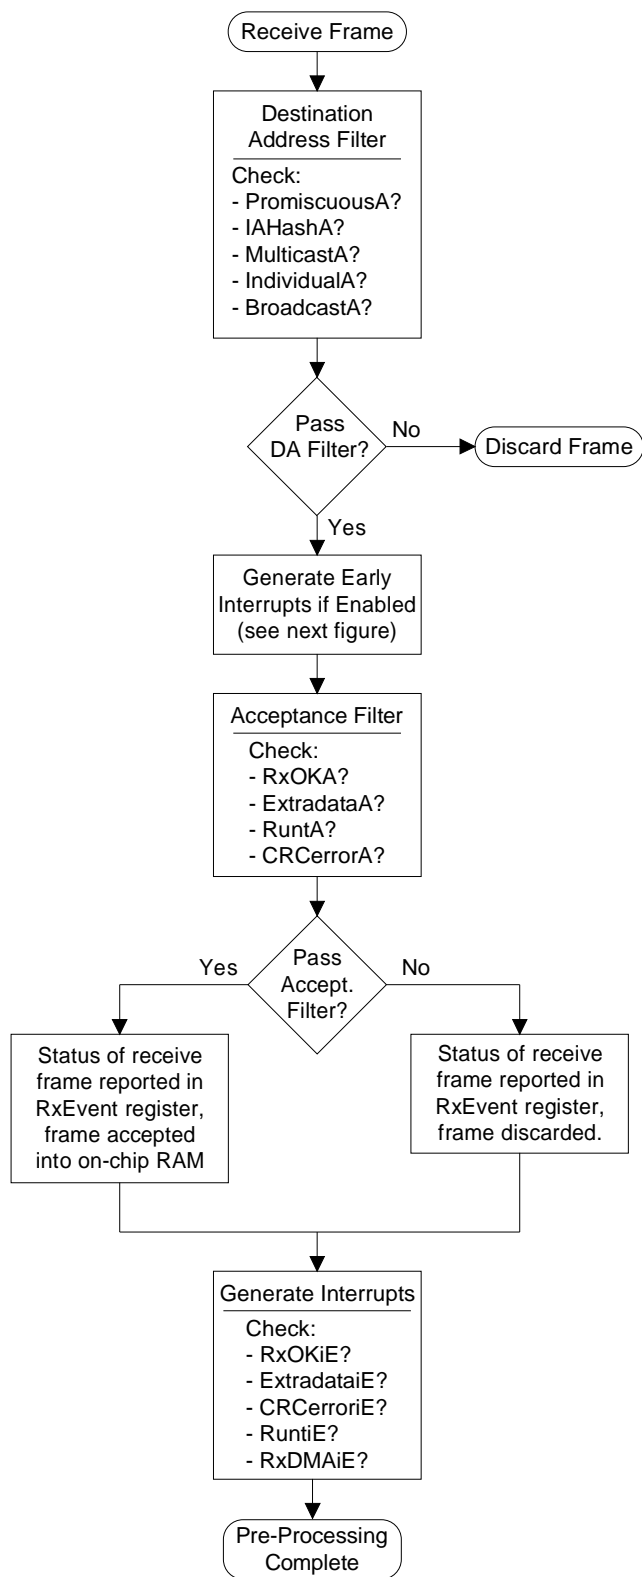 Receive Frame
Destination
Address Filter
Check:
- PromiscuousA?
- IAHashA?
- MulticastA?
- IndividualA?
- BroadcastA?
Pass
DA Filter?
No
Discard Frame
Yes
Generate Early
Interrupts if Enabled
(see next figure)
Acceptance Filter
Check:
- RxOKA?
- ExtradataA?
- RuntA?
- CRCerrorA?
Yes
Pass
Accept.
Filter?
No
Status of receive
frame reported in
RxEvent register,
frame accepted
into on-chip RAM
Status of receive
frame reported in
RxEvent register,
frame discarded.
Generate Interrupts
Check:
- RxOKiE?
- ExtradataiE?
- CRCerroriE?
- RuntiE?
- RxDMAiE?
Pre-Processing
Complete